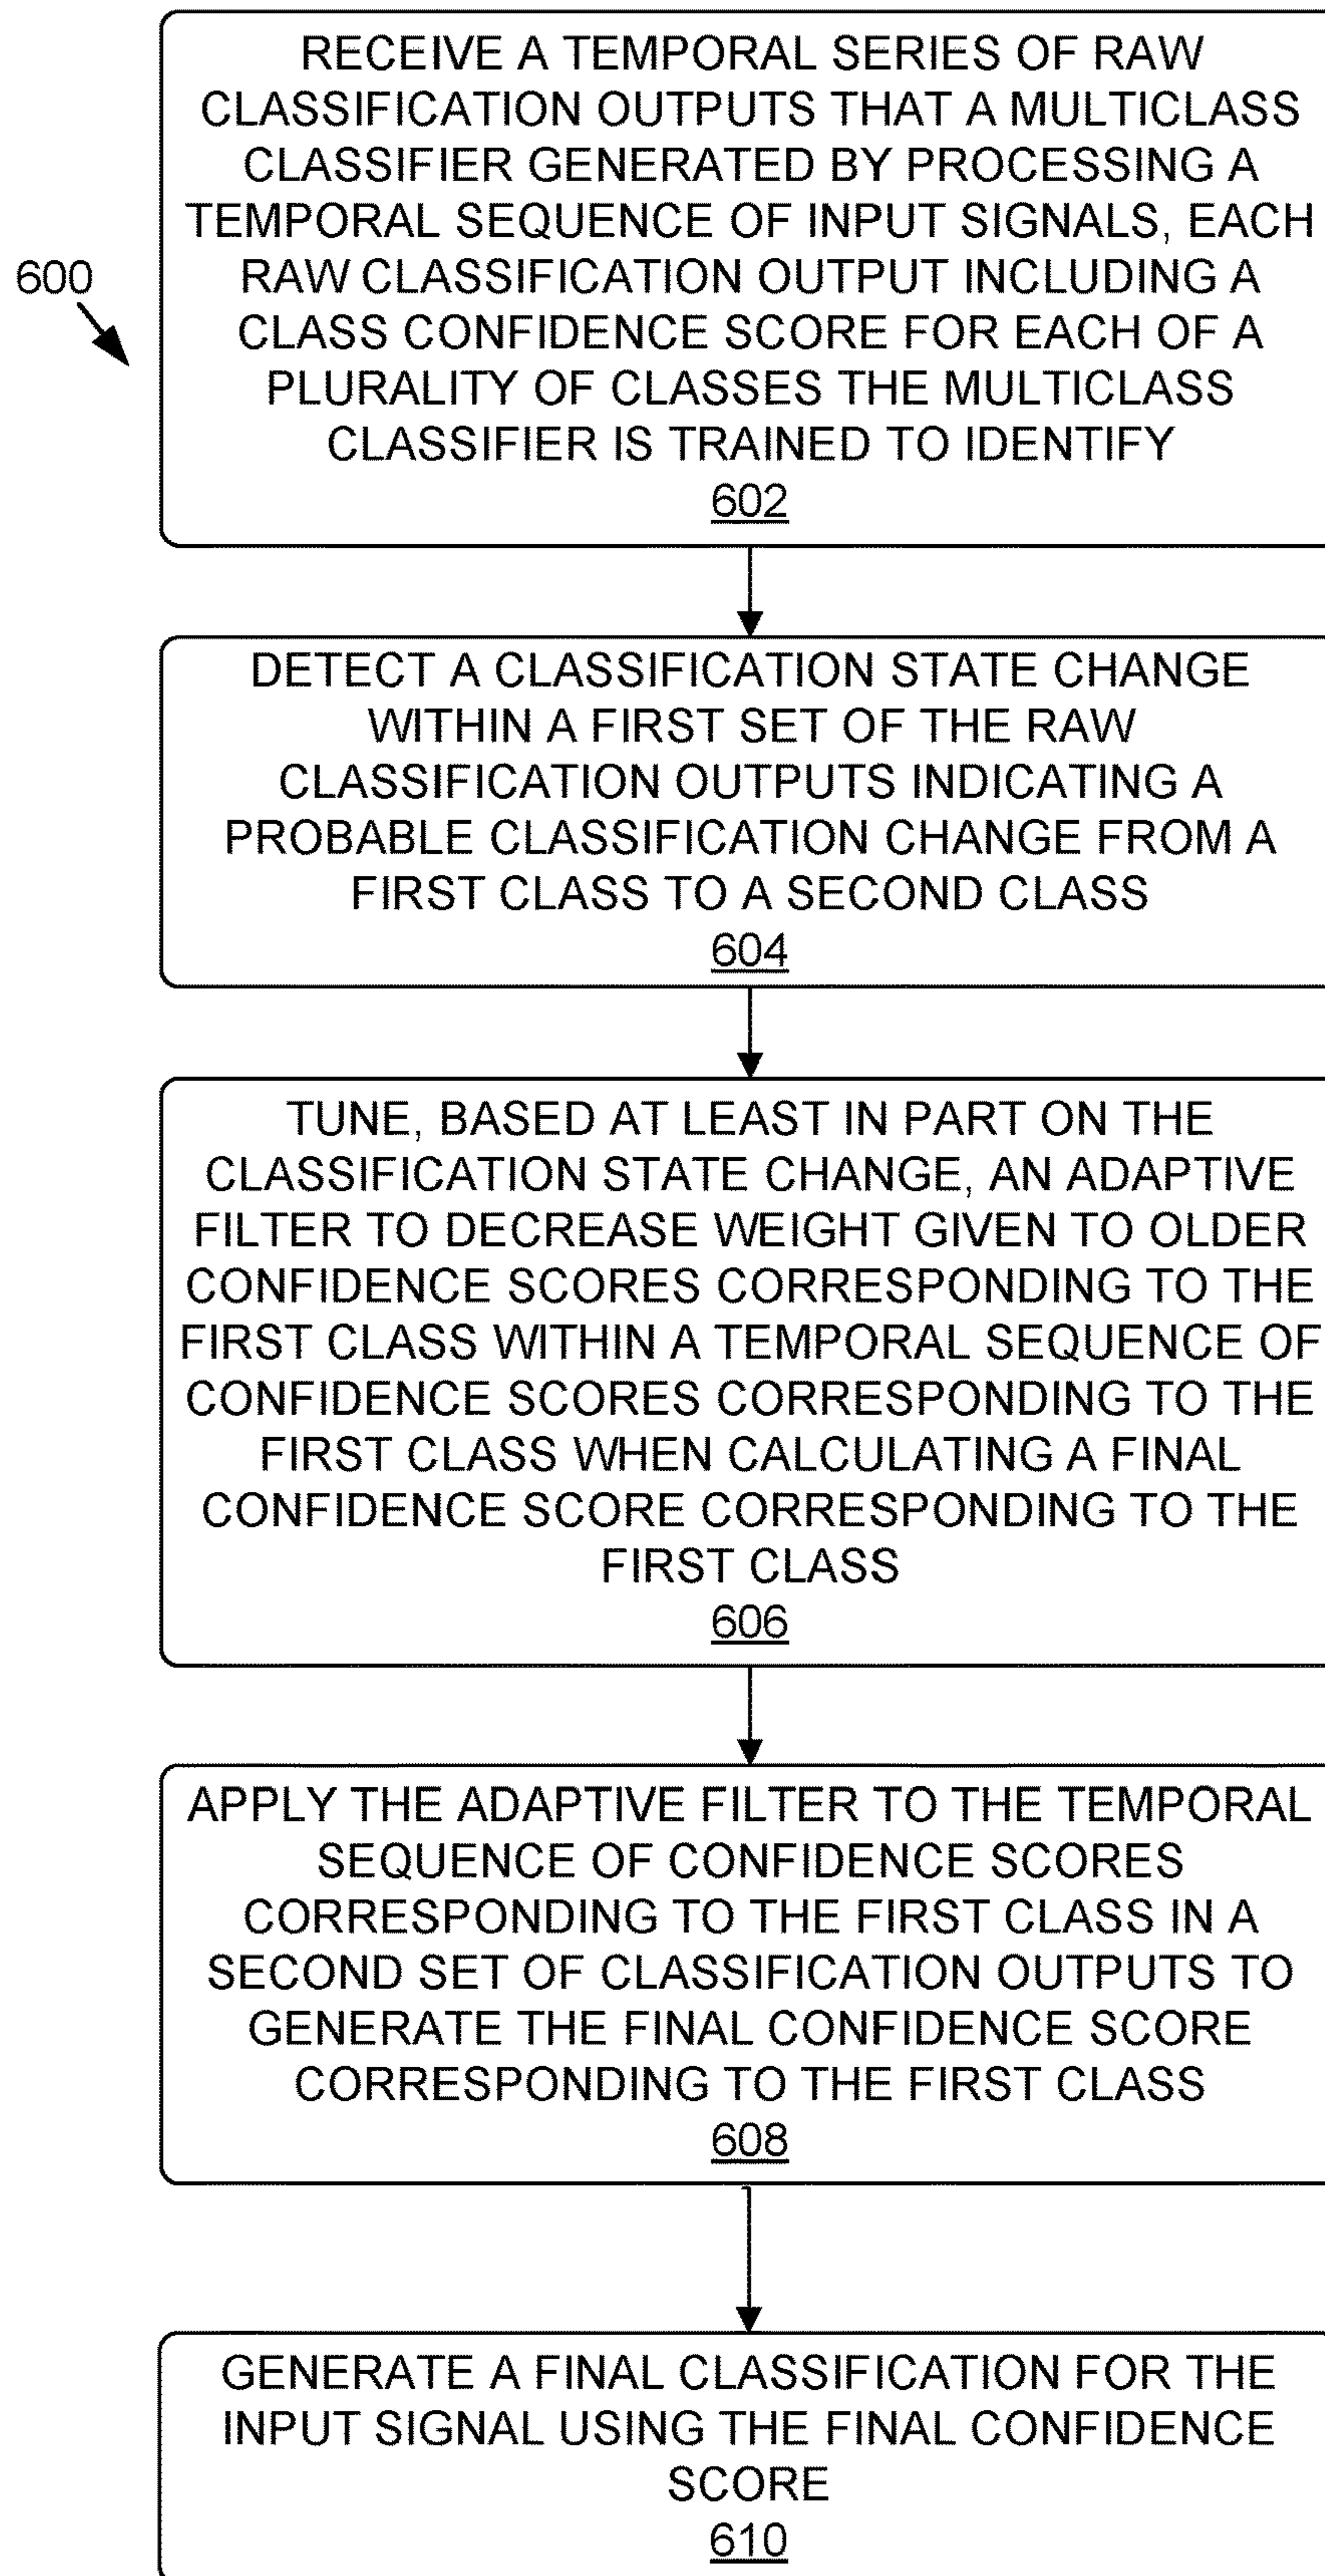 RECEIVE A TEMPORAL SERIES OF RAW
CLASSIFICATION OUTPUTS THAT A MULTICLASS
CLASSIFIER GENERATED BY PROCESSING A
TEMPORAL SEQUENCE OF INPUT SIGNALS, EACH
RAW CLASSIFICATION OUTPUT INCLUDING A
CLASS CONFIDENCE SCORE FOR EACH OF A
PLURALITY OF CLASSES THE MULTICLASS
CLASSIFIER IS TRAINED TO IDENTIFY
602
600
DETECT A CLASSIFICATION STATE CHANGE
WITHIN A FIRST SET OF THE RAW
CLASSIFICATION OUTPUTS INDICATING A
PROBABLE CLASSIFICATION CHANGE FROM A
FIRST CLASS TO A SECOND CLASS
604
TUNE, BASED AT LEAST IN PART ON THE
CLASSIFICATION STATE CHANGE, AN ADAPTIVE
FILTER TO DECREASE WEIGHT GIVEN TO OLDER
CONFIDENCE SCORES CORRESPONDING TO THE
FIRST CLASS WITHIN A TEMPORAL SEQUENCE OF
CONFIDENCE SCORES CORRESPONDING TO THE
FIRST CLASS WHEN CALCULATING A FINAL
CONFIDENCE SCORE CORRESPONDING TO THE
FIRST CLASS
606
APPLY THE ADAPTIVE FILTER TO THE TEMPORAL
SEQUENCE OF CONFIDENCE SCORES
CORRESPONDING TO THE FIRST CLASS IN A
SECOND SET OF CLASSIFICATION OUTPUTS TO
GENERATE THE FINAL CONFIDENCE SCORE
CORRESPONDING TO THE FIRST CLASS
608
GENERATE A FINAL CLASSIFICATION FOR THE
INPUT SIGNAL USING THE FINAL CONFIDENCE
SCORE
610